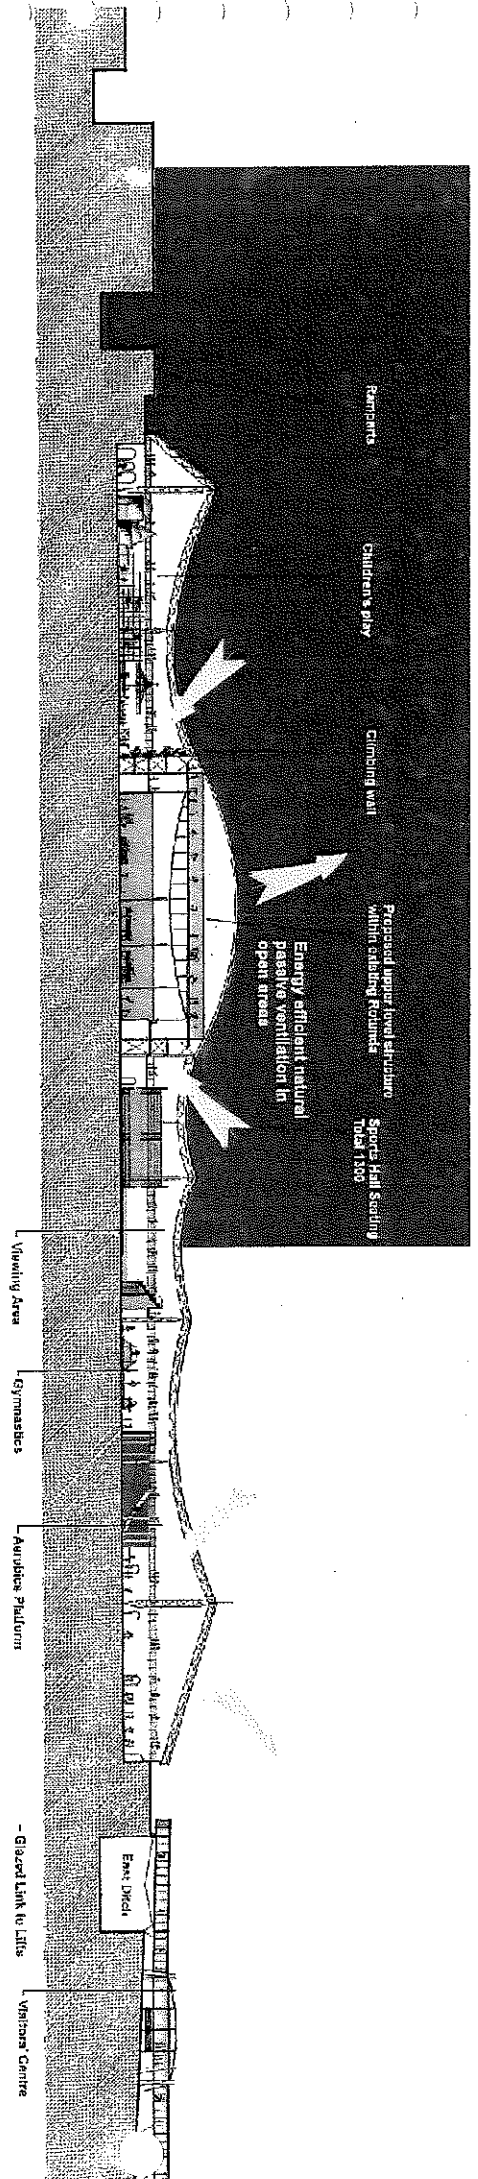 Ramparts
Children's play
Climbing wall
Proposed upper level structure
within existing Rotunda
Sports Hall Seating
Total 1300
Energy efficient natural
passive ventilation in
open areas
Viewing Area
Gymnastics
Aerobics Platform
East Ditch
Glazed Link to Lifts
Visitors' Centre